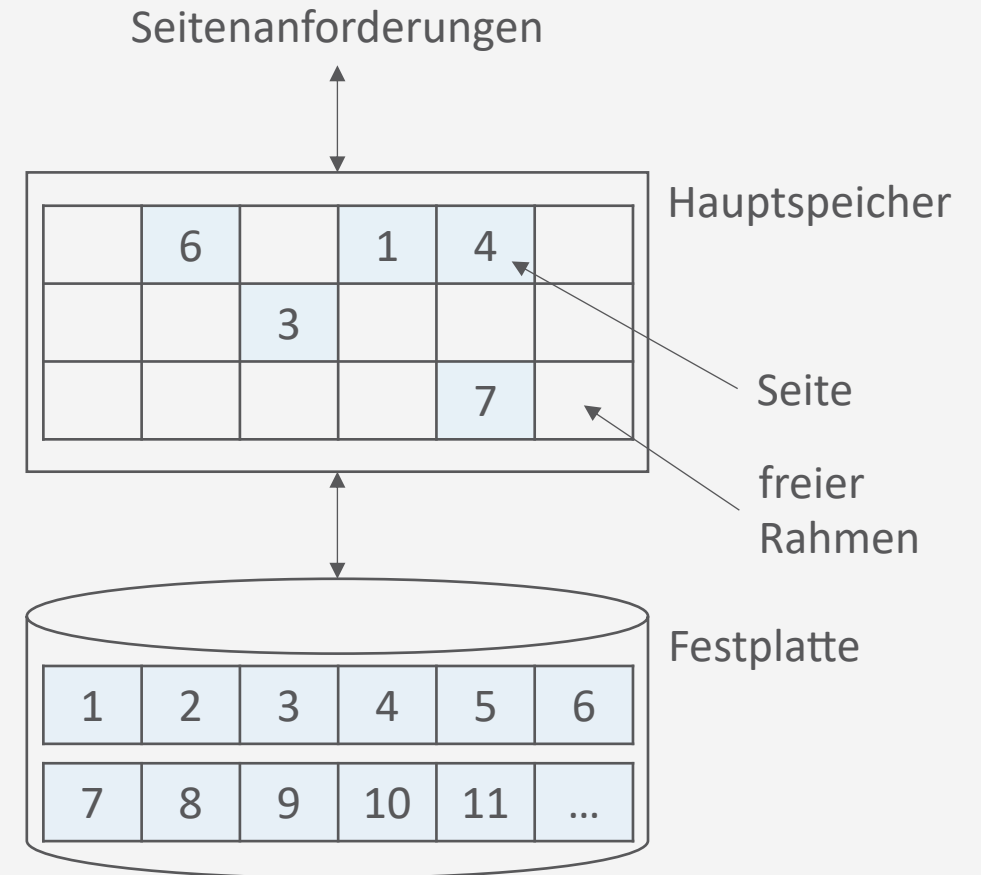 Seitenanforderungen
Hauptspeicher
6 1 4
3
7
Seite
freier
Rahmen
Festplatte
1 2 3 4 5 6
7 8 9 10 11 ...